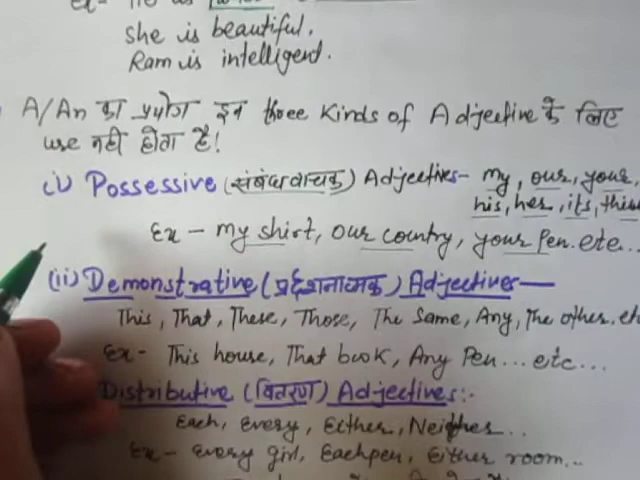 She is beautiful.
Ram is intelligent.
A/An का प्रयोग इन three Kinds of Adjective के लिए
use नही होता है!
(i) Possessive (संबंधवाचक) Adjectives- my, our, your,
his, her, its,
Ex - my shirt, Our country, your Pen. etc...
(ii) Demonstrative (प्रदेशनात्मक) Adjectives—
This, That, These, Those, The Same, Any, The other, etc
Ex- This house, That book, Any Pen... etc...
Distributive (वितरण) Adjectives:-
Each, Every, Either, Neither...
Ex- Every girl, Each pen, Either room...